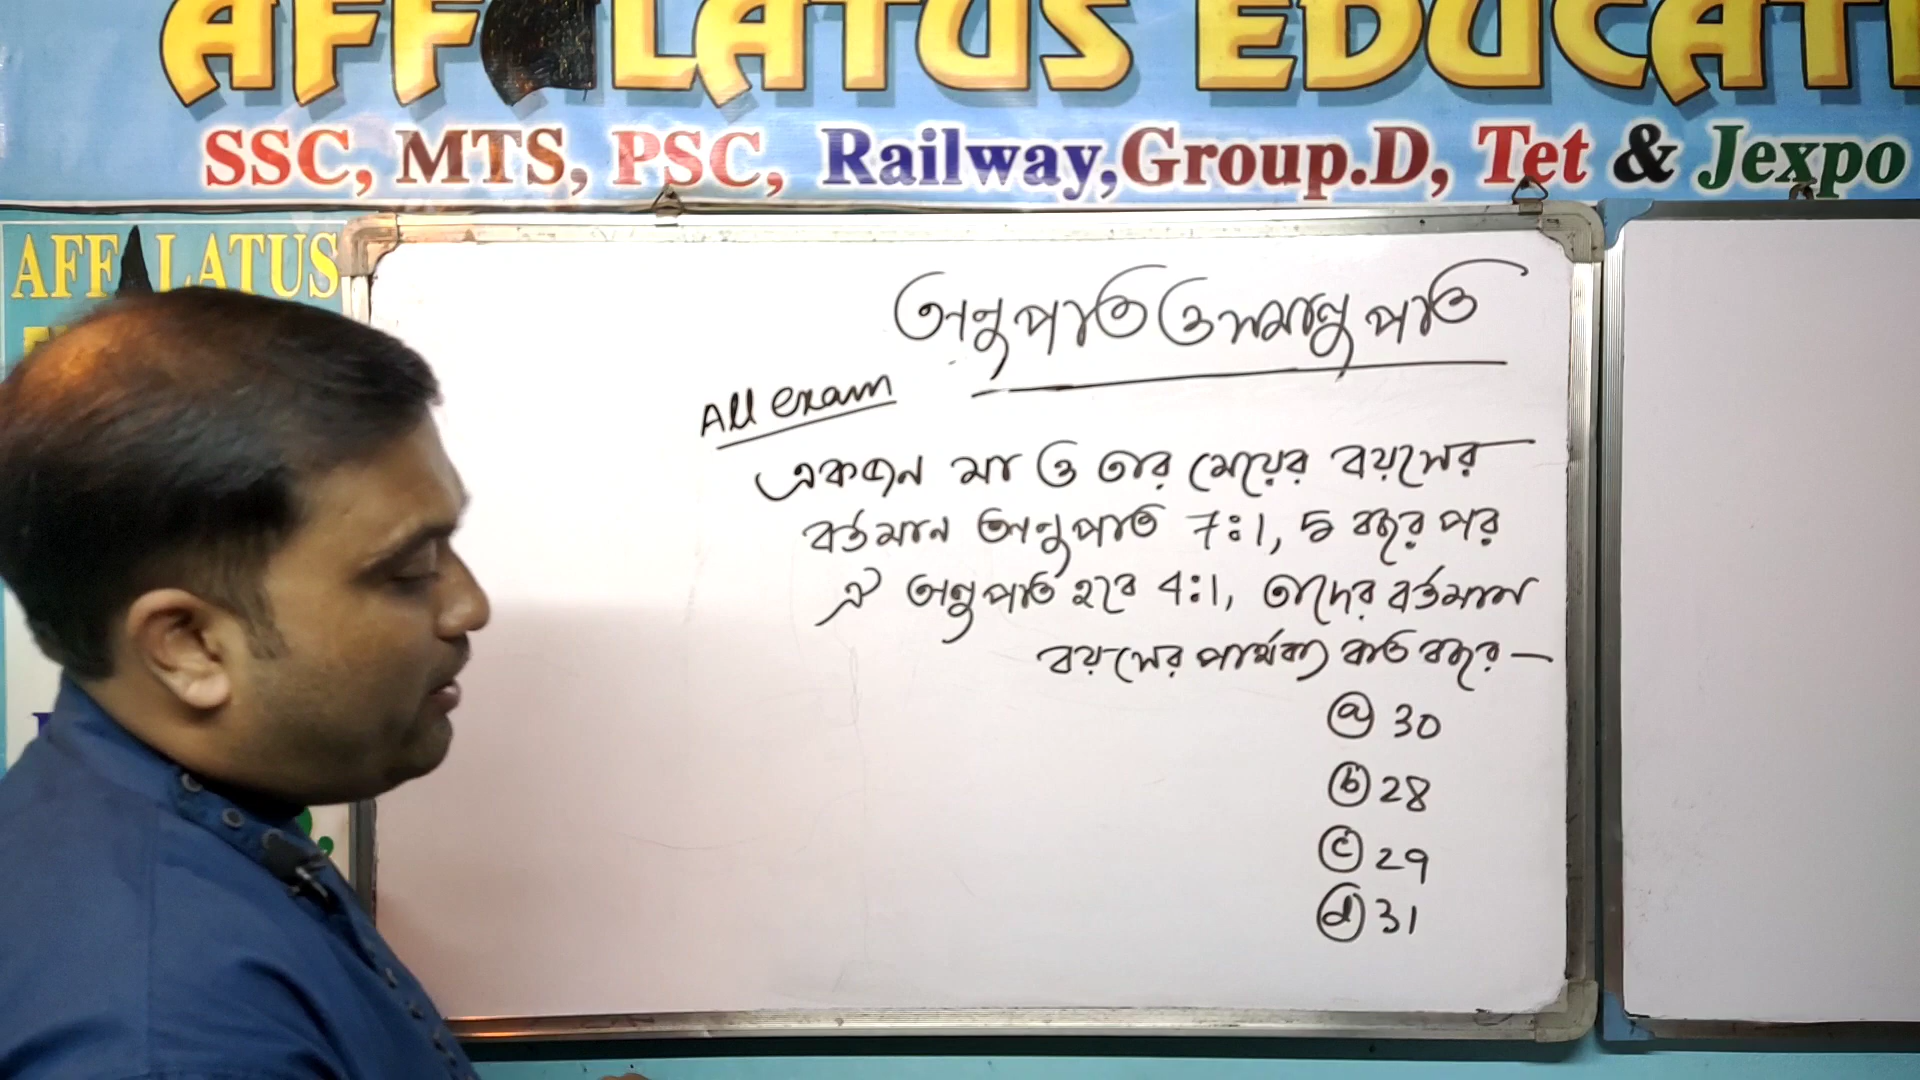 AFF LATUS EDUCATI
SSC, MTS, PSC, Railway,Group.D, Tet & Jexpo
AFF LATUS
অনুপাত ও সমানুপাত
All exam
একজন মা ও তার মেয়ের বয়সের
বর্তমান অনুপাত 7:1, 5 বছর পর
ঐ অনুপাত হবে 4:1, তাদের বর্তমান
বয়সের পার্থক্য কত বছর —
(a) 30
(b) 28
(c) 29
(d) 31